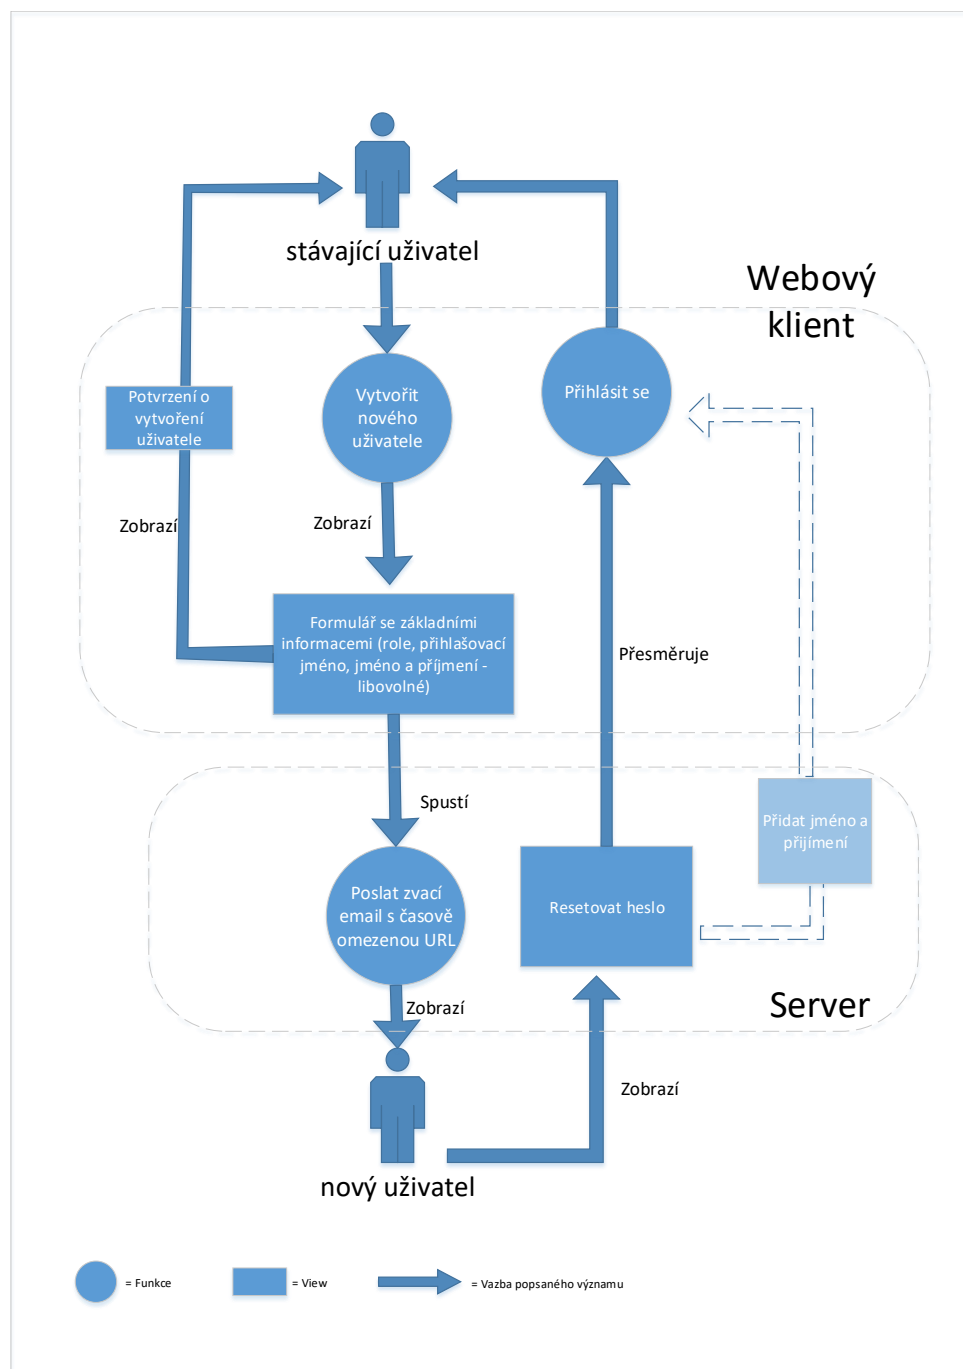 stávající uživatel
Webový
klient
Potvrzení o
vytvoření
uživatele
Vytvořit
nového
uživatele
Přihlásit se
Zobrazí
Zobrazí
Formulář se základními
informacemi (role, přihlašovací
jméno, jméno a příjmení -
libovolné)
Přesměruje
Spustí
Přidat jméno a
přijímení
Poslat zvací
email s časově
omezenou URL
Resetovat heslo
Zobrazí
Server
Zobrazí
nový uživatel
= Funkce
= View
= Vazba popsaného významu